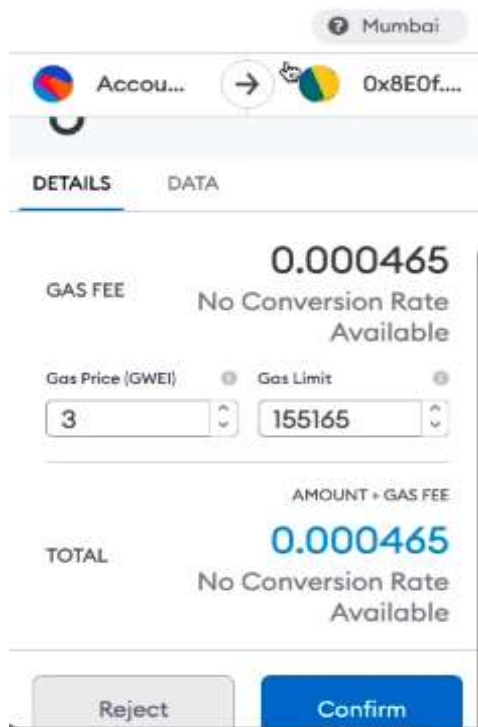 Mumbai
Accou... 0x8E0f....
DETAILS DATA
GAS FEE
0.000465
No Conversion Rate
Available
Gas Price (GWEI) Gas Limit
3 155165
AMOUNT + GAS FEE
TOTAL
0.000465
No Conversion Rate
Available
Reject Confirm